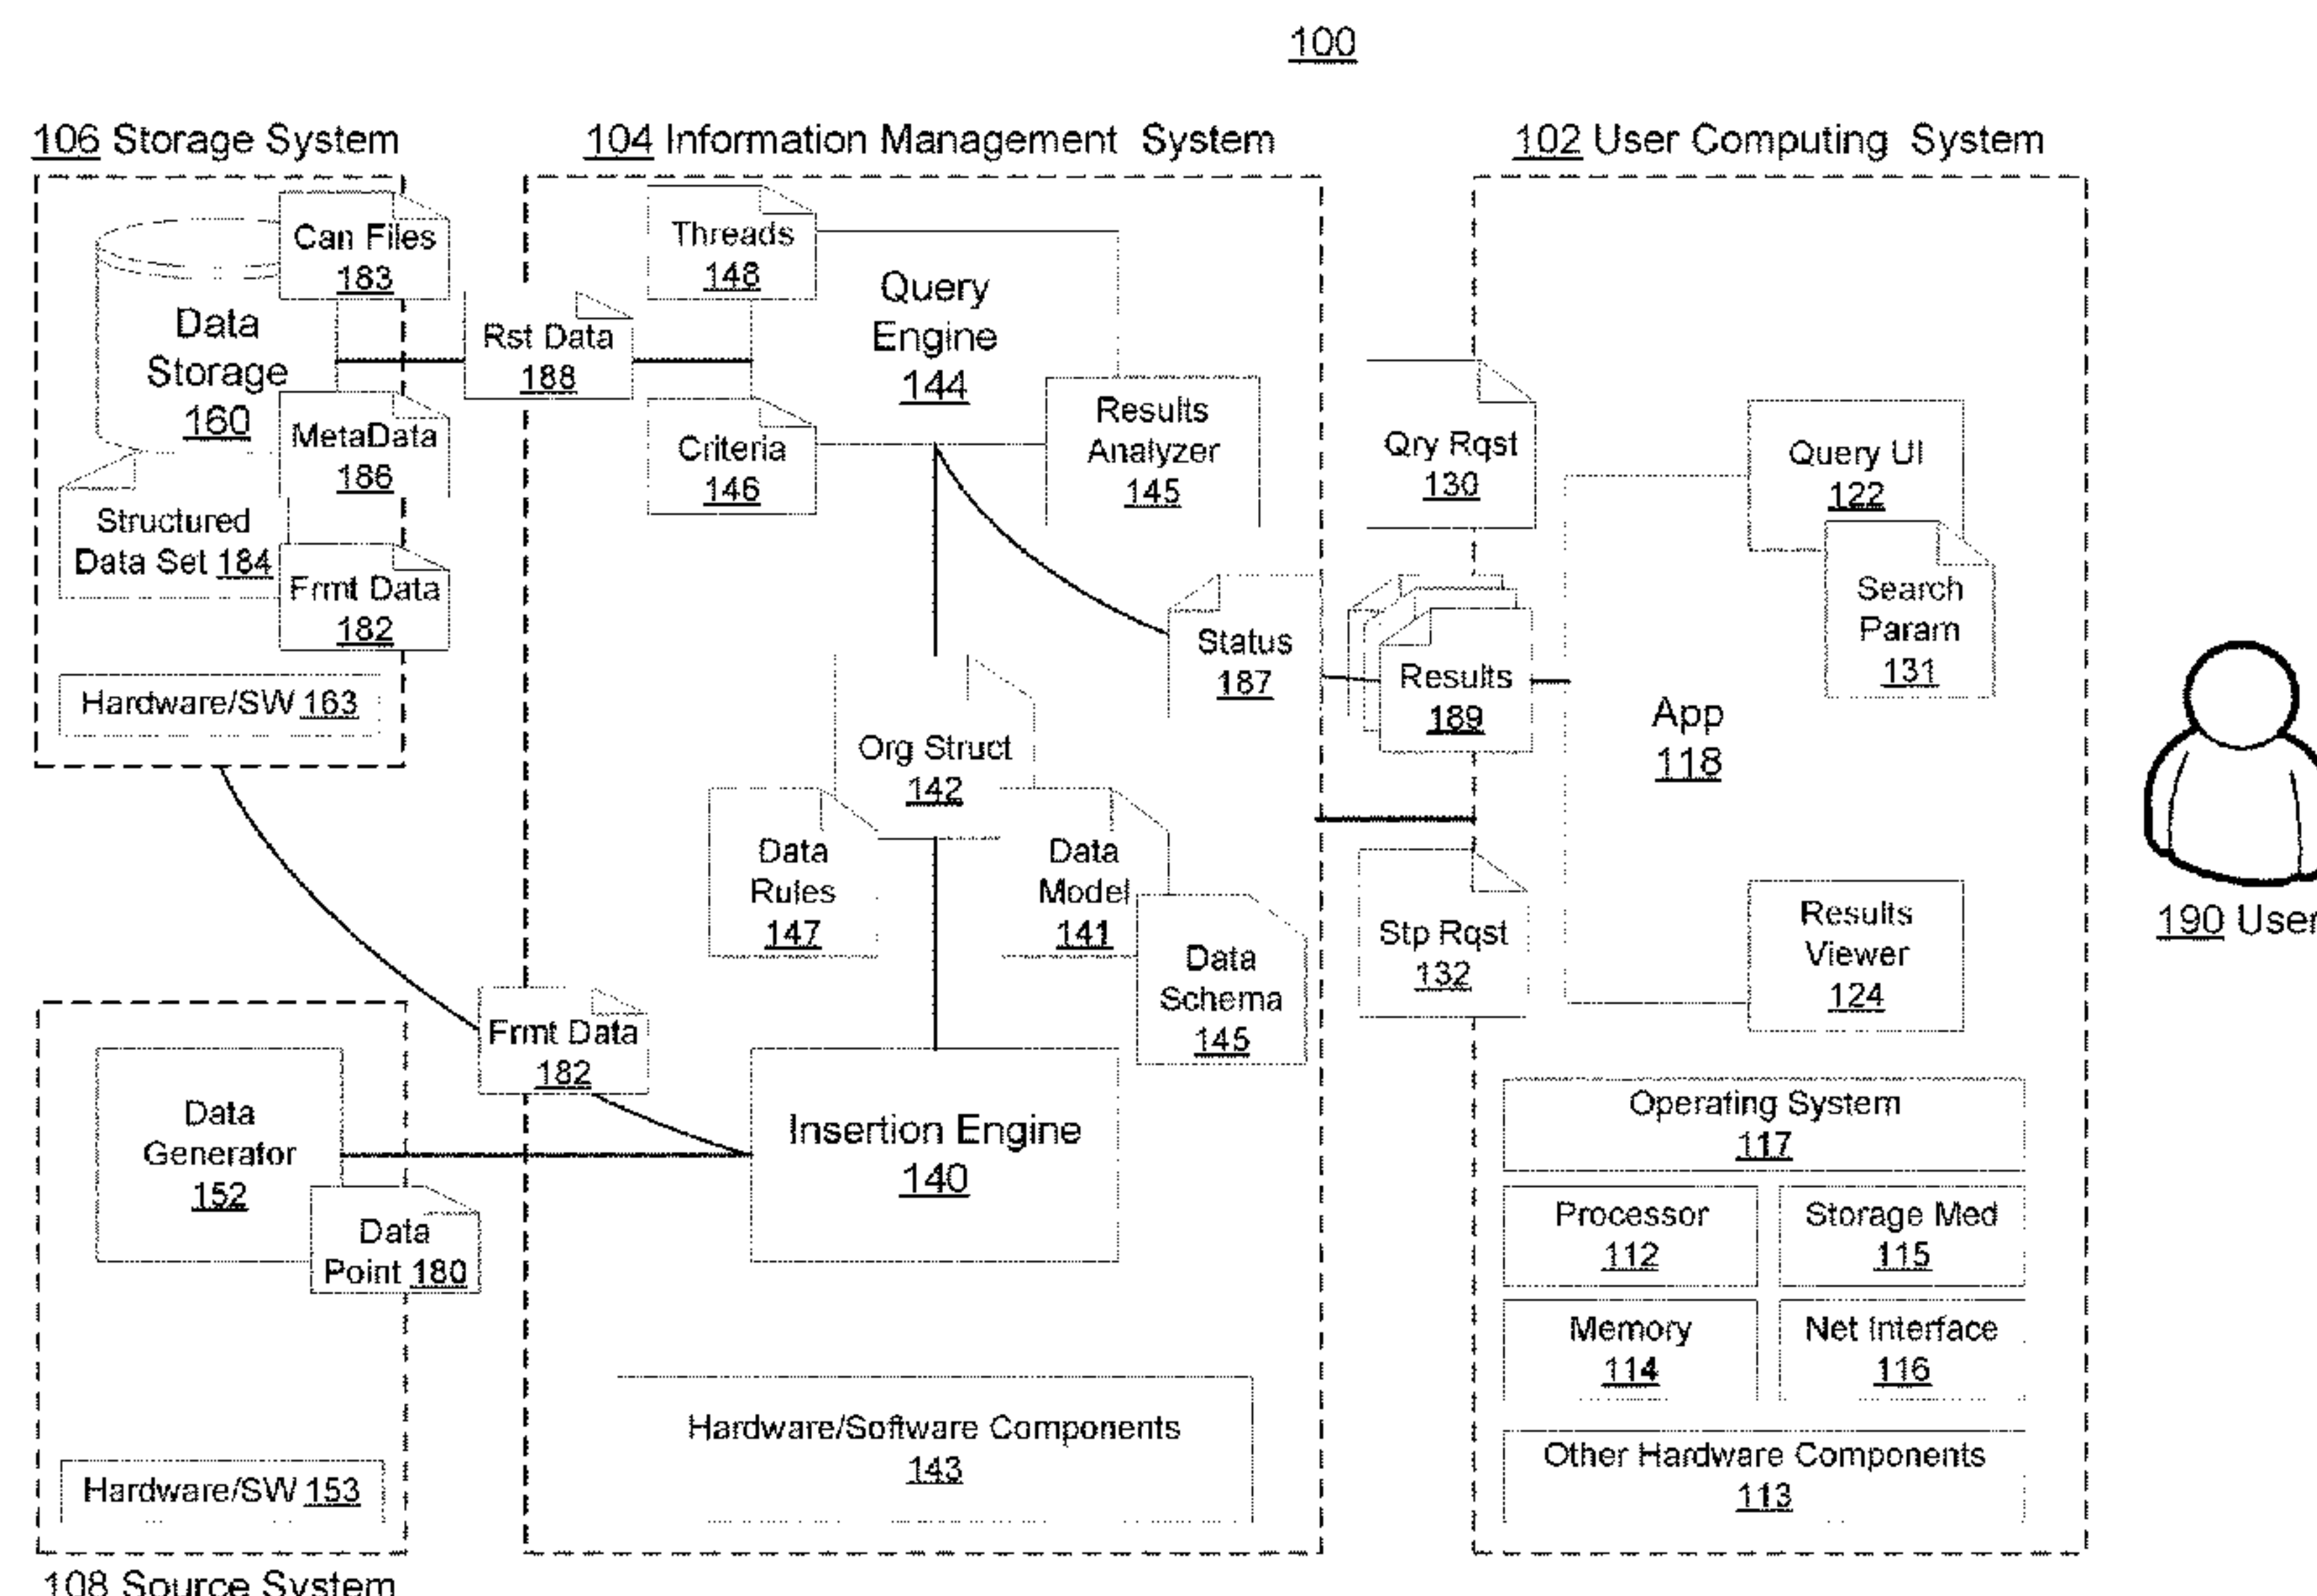 100
106 Storage System
104 Information Management System
102 User Computing System
Can Files
183
Data
Storage
160
MetaData
186
Structured
Data Set 184
Frmt Data
182
Hardware/SW 163
Rst Data
188
Threads
148
Query
Engine
144
Criteria
146
Results
Analyzer
145
Status
187
Org Struct
142
Data
Rules
147
Data
Model
141
Data
Schema
145
Frmt Data
182
Insertion Engine
140
Hardware/Software Components
143
Data
Generator
152
Data
Point 180
Hardware/SW 153
108 Source System
Qry Rqst
130
Results
189
Stp Rqst
132
Query UI
122
Search
Param
131
App
118
Results
Viewer
124
Operating System
117
Processor
112
Storage Med
115
Memory
114
Net Interface
116
Other Hardware Components
113
190 User